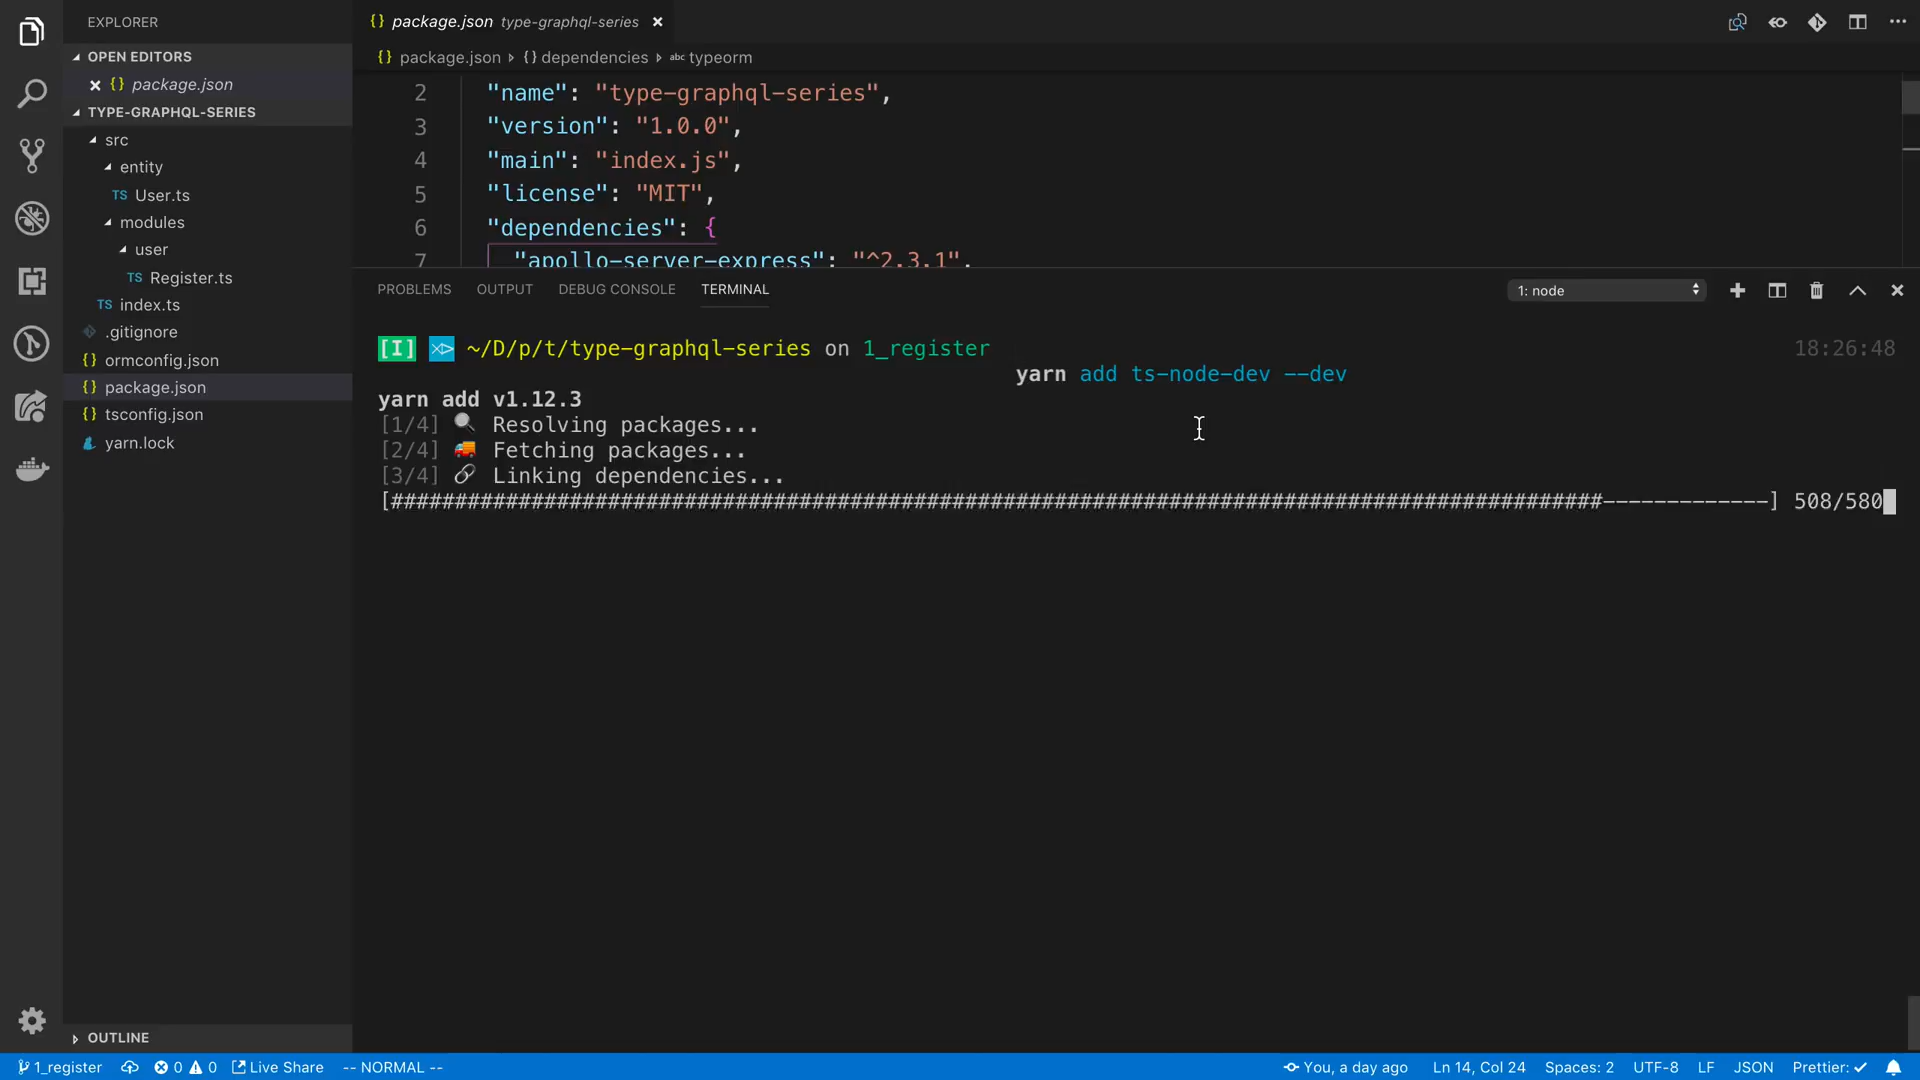 EXPLORER
OPEN EDITORS
{} package.json
TYPE-GRAPHQL-SERIES
src
entity
TS User.ts
modules
user
TS Register.ts
TS index.ts
.gitignore
{} ormconfig.json
{} package.json
{} tsconfig.json
yarn.lock
OUTLINE
{} package.json type-graphql-series
{} package.json {} dependencies abc typeorm
2 "name": "type-graphql-series",
3 "version": "1.0.0",
4 "main": "index.js",
5 "license": "MIT",
6 "dependencies": {
7 "apollo-server-express": "^2.3.1",
PROBLEMS OUTPUT DEBUG CONSOLE TERMINAL 1: node
[I] ~/D/p/t/type-graphql-series on 1_register 18:26:48
yarn add ts-node-dev --dev
yarn add v1.12.3
[1/4] 🔍 Resolving packages...
[2/4] 🚚 Fetching packages...
[3/4] 🔗 Linking dependencies...
[###############################################################################################-------------] 508/580
1_register 0 0 Live Share -- NORMAL -- You, a day ago Ln 14, Col 24 Spaces: 2 UTF-8 LF JSON Prettier: ✓